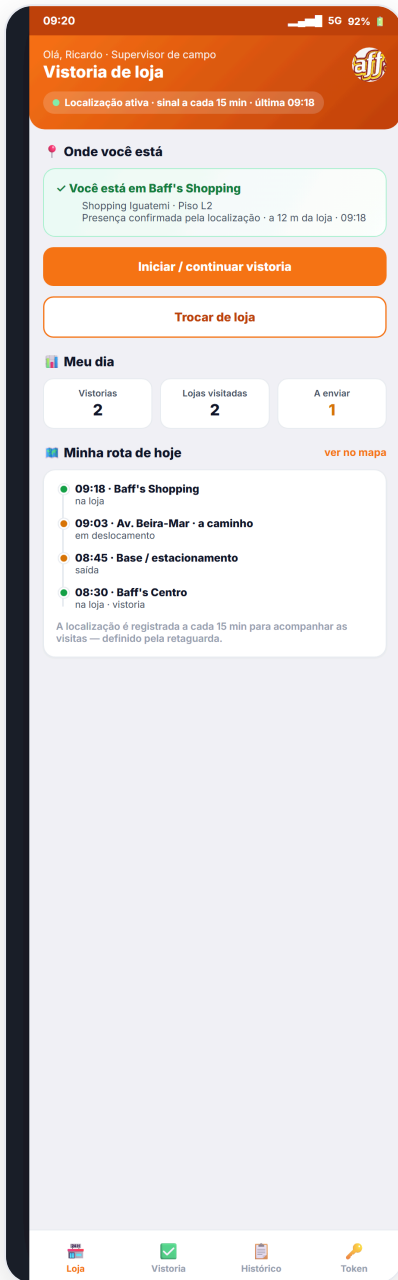 09:20 5G 92%
Olá, Ricardo · Supervisor de campo
aff
Vistoria de loja
Localização ativa · sinal a cada 15 min · última 09:18
Onde você está
✓ Você está em Baff's Shopping
Shopping Iguatemi · Piso L2
Presença confirmada pela localização · a 12 m da loja · 09:18
Iniciar / continuar vistoria
Trocar de loja
Meu dia
Vistorias
2
Lojas visitadas
2
A enviar
1
Minha rota de hoje
ver no mapa
09:18 · Baff's Shopping
na loja
09:03 · Av. Beira-Mar · a caminho
em deslocamento
08:45 · Base / estacionamento
saída
08:30 · Baff's Centro
na loja · vistoria
A localização é registrada a cada 15 min para acompanhar as
visitas — definido pela retaguarda.
Loja
Vistoria
Histórico
Token